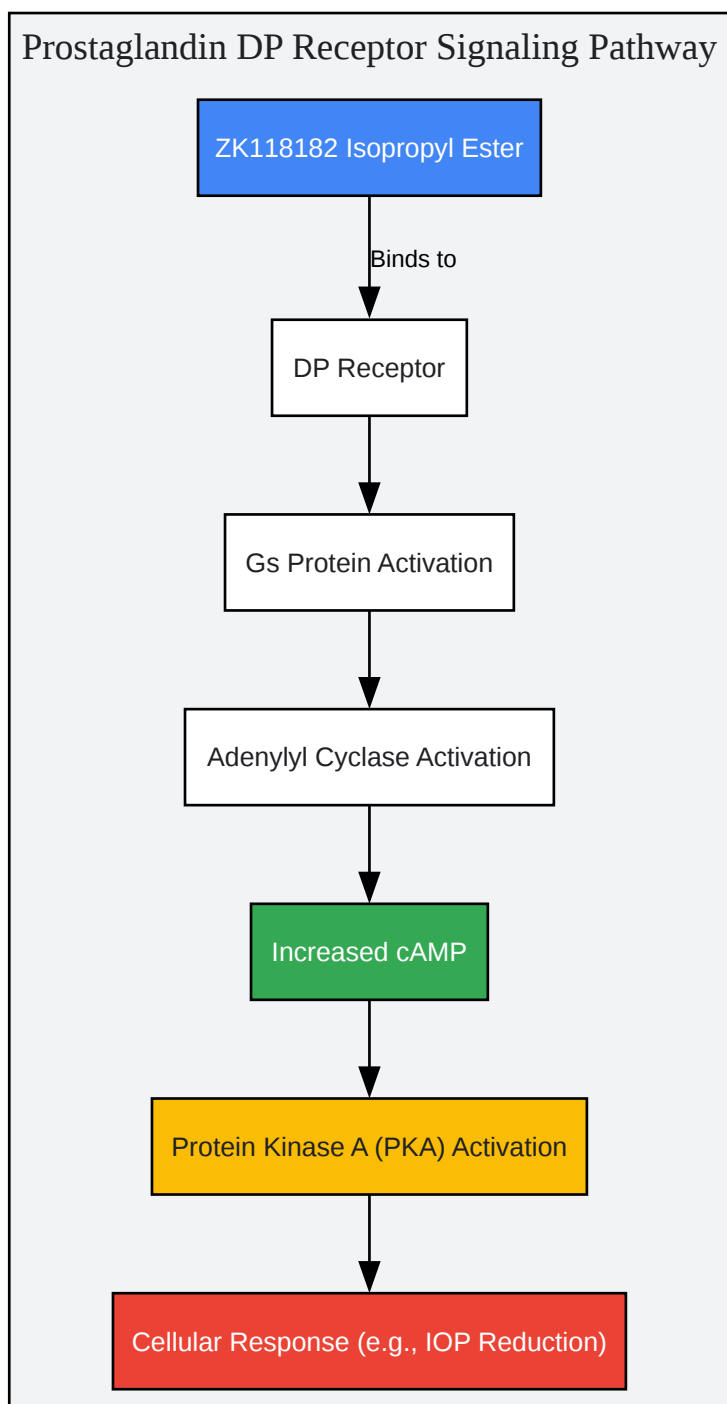 Prostaglandin DP Receptor Signaling Pathway
ZK118182 Isopropyl Ester
Binds to
DP Receptor
Gs Protein Activation
Adenylyl Cyclase Activation
Increased cAMP
Protein Kinase A (PKA) Activation
Cellular Response (e.g., IOP Reduction)